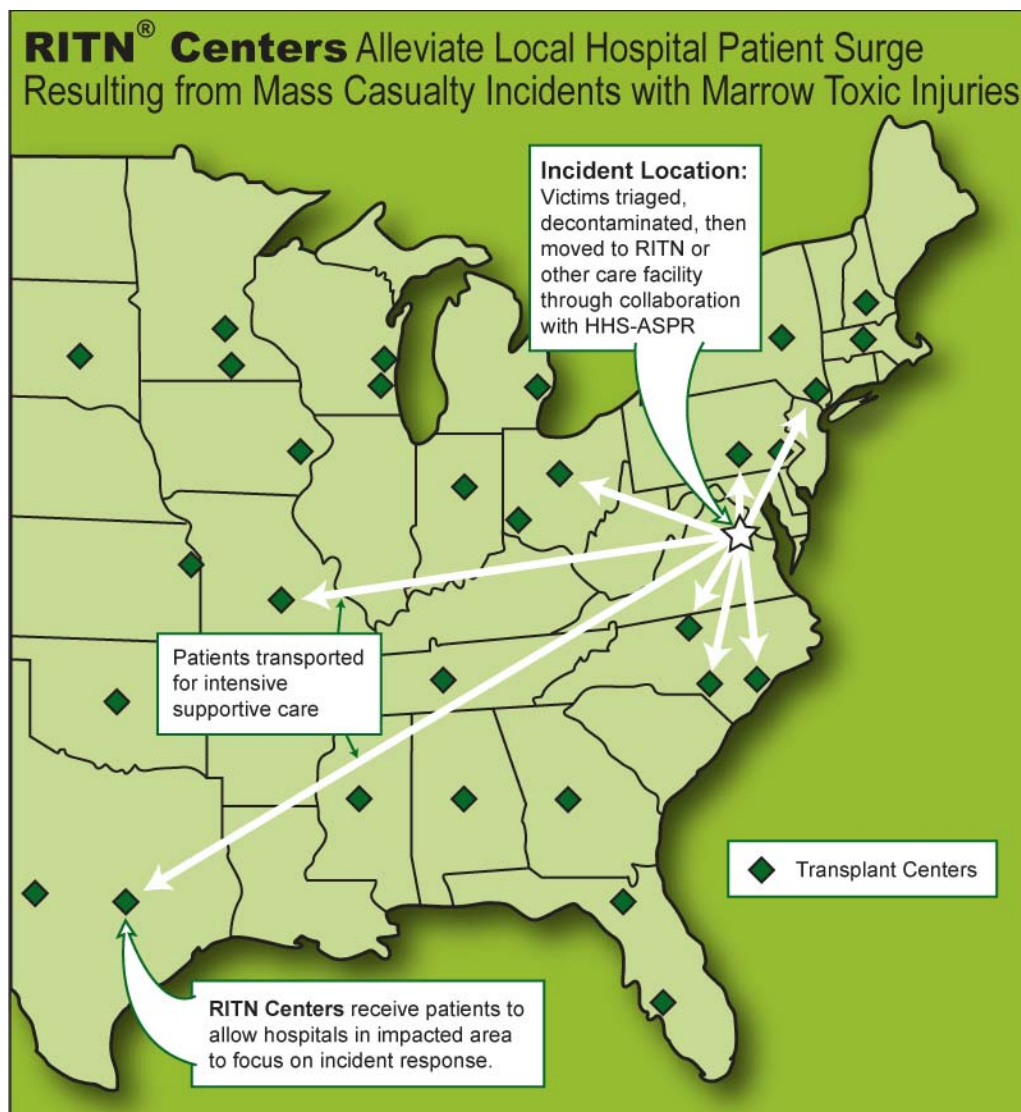 RITN® Centers Alleviate Local Hospital Patient Surge
Resulting from Mass Casualty Incidents with Marrow Toxic Injuries
Incident Location:
Victims triaged,
decontaminated, then
moved to RITN or
other care facility
through collaboration
with HHS-ASPR
Patients transported
for intensive
supportive care
Transplant Centers
RITN Centers receive patients to
allow hospitals in impacted area
to focus on incident response.